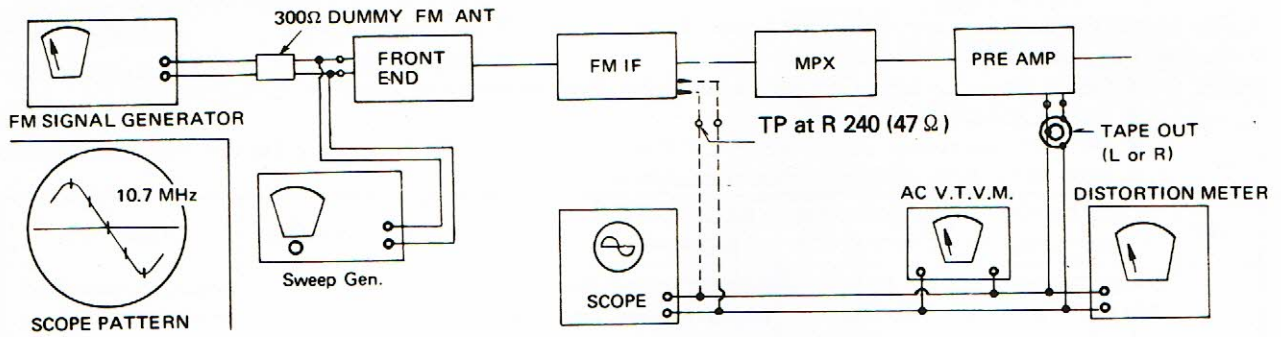 300Ω DUMMY FM ANT
FRONT
END
FM IF
MPX
PRE AMP
FM SIGNAL GENERATOR
TP at R 240 (47 Ω)
TAPE OUT
(L or R)
10.7 MHz
AC V.T.V.M.
DISTORTION METER
Sweep Gen.
SCOPE
SCOPE PATTERN